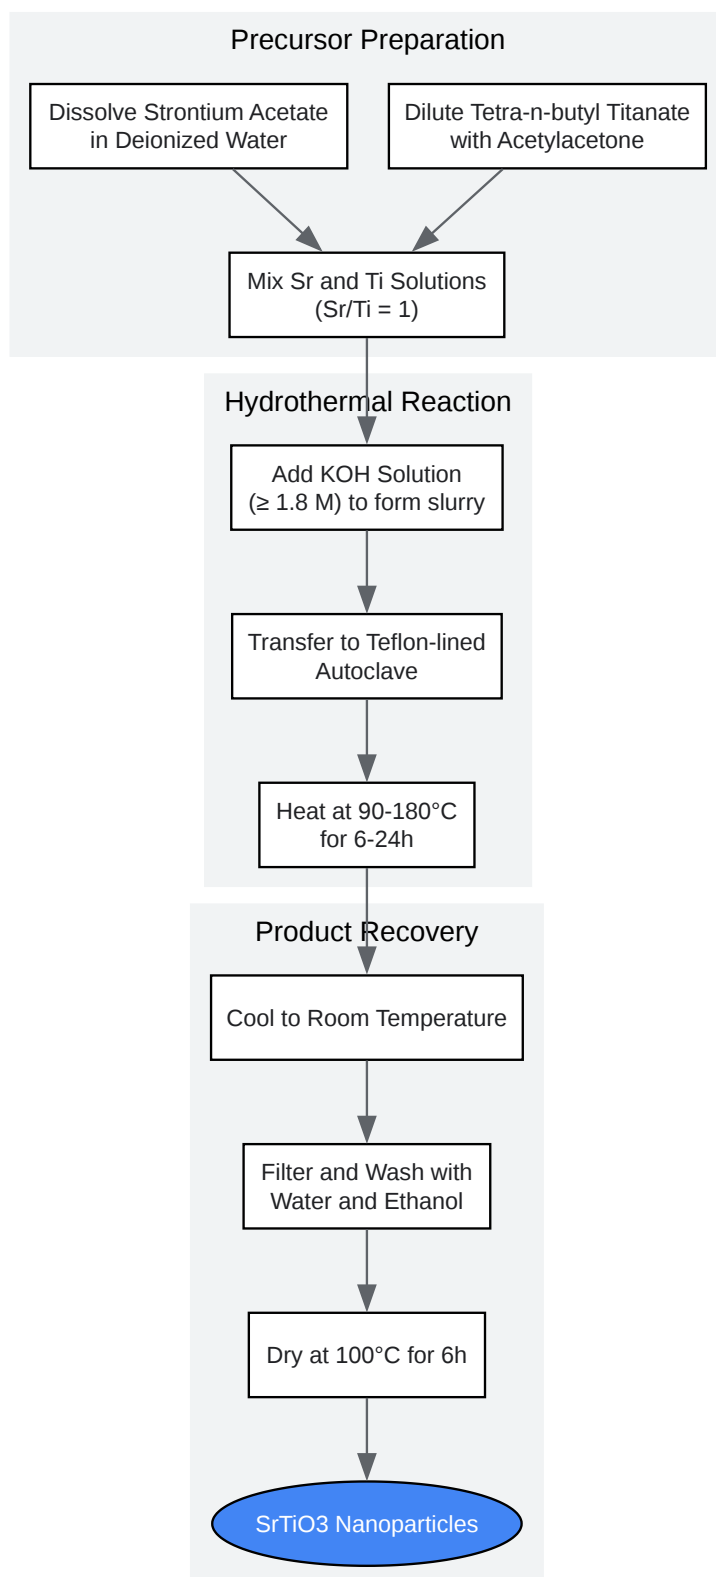 Precursor Preparation
Dissolve Strontium Acetate
in Deionized Water
Dilute Tetra-n-butyl Titanate
with Acetylacetone
Mix Sr and Ti Solutions
(Sr/Ti = 1)
Hydrothermal Reaction
Add KOH Solution
(≥ 1.8 M) to form slurry
Transfer to Teflon-lined
Autoclave
Heat at 90-180°C
for 6-24h
Product Recovery
Cool to Room Temperature
Filter and Wash with
Water and Ethanol
Dry at 100°C for 6h
SrTiO3 Nanoparticles